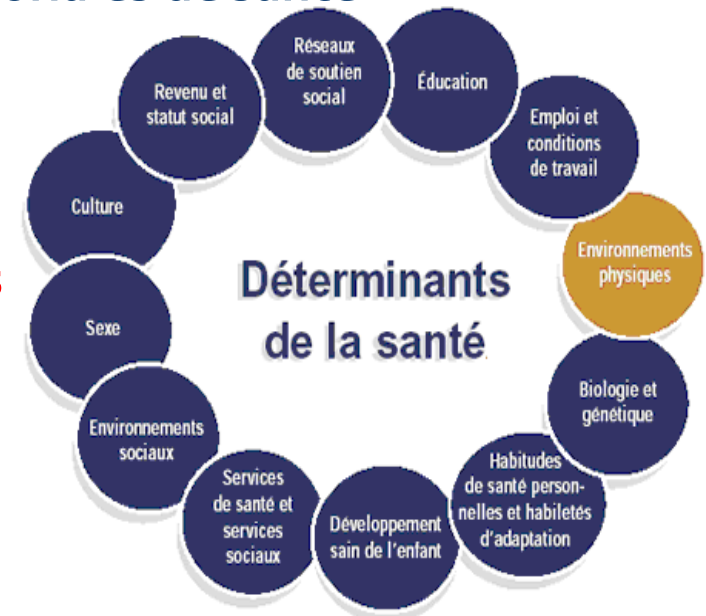 Réseaux
de soutien
social
Éducation
Revenu et
statut social
Emploi et
conditions
de travail
Culture
Environnements
physiques
Déterminants
de la santé
Sexe
Biologie et
génétique
Environnements
sociaux
Habitudes
de santé person-
nelles et habiletés
d'adaptation
Services
de santé et
services
sociaux
Développement
sain de l'enfant